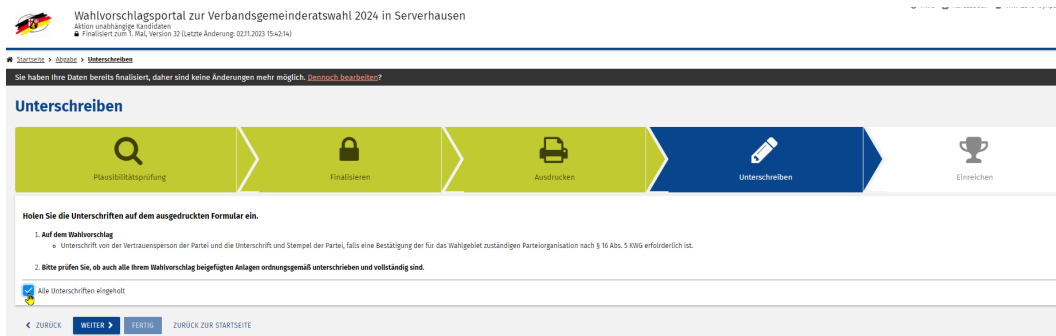 Wahlvorschlagsportal zur Verbandsgemeinderatswahl 2024 in Serverhausen
Aktion unabhängige Kandidaten
Finalisiert zum 1. Mal, Version 32 (Letzte Änderung: 02.11.2023 15:42:14)
Startseite > Abgabe > Unterschreiben
Sie haben Ihre Daten bereits finalisiert, daher sind keine Änderungen mehr möglich. Dennoch bearbeiten?
Unterschreiben
Plausibilitätsprüfung
Finalisieren
Ausdrucken
Unterschreiben
Einreichen
Holen Sie die Unterschriften auf dem ausgedruckten Formular ein.
1. Auf dem Wahlvorschlag
Unterschrift von der Vertrauensperson der Partei und die Unterschrift und Stempel der Partei, falls eine Bestätigung der für das Wahlgebiet zuständigen Parteiorganisation nach § 16 Abs. 5 KWG erforderlich ist.
2. Bitte prüfen Sie, ob auch alle Ihrem Wahlvorschlag beigefügten Anlagen ordnungsgemäß unterschrieben und vollständig sind.
Alle Unterschriften eingeholt
ZURÜCK WEITER FERTIG ZURÜCK ZUR STARTSEITE